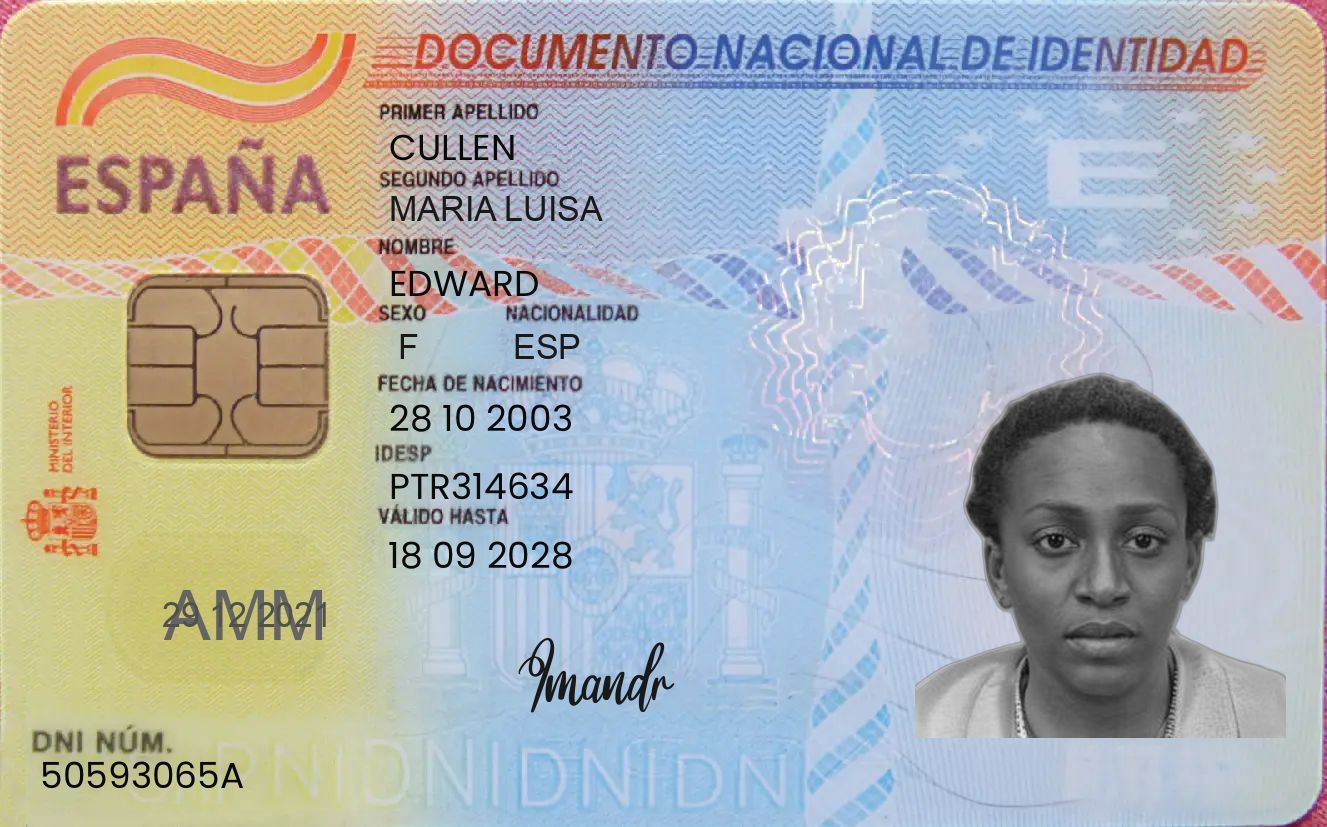 DOCUMENTO NACIONAL DE IDENTIDAD
ESPAÑA
PRIMER APELLIDO
CULLEN
SEGUNDO APELLIDO
MARIA LUISA
NOMBRE
EDWARD
SEXO NACIONALIDAD
F ESP
FECHA DE NACIMIENTO
28 10 2003
IDESP
PTR314634
VÁLIDO HASTA
18 09 2028
MINISTERIO
DEL INTERIOR
E
AMM
29 12 2021
Imandr
DNI NÚM.
50593065A
DNIDNIDNIDN